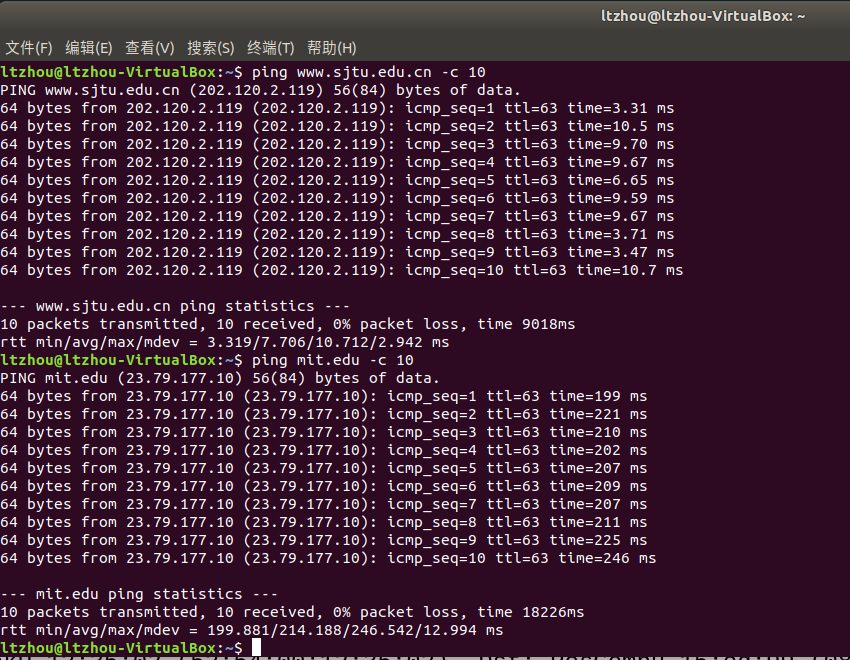 ltzhou@ltzhou-VirtualBox: ~
文件(F) 编辑(E) 查看(V) 搜索(S) 终端(T) 帮助(H)
ltzhou@ltzhou-VirtualBox:~$ ping www.sjtu.edu.cn -c 10
PING www.sjtu.edu.cn (202.120.2.119) 56(84) bytes of data.
64 bytes from 202.120.2.119 (202.120.2.119): icmp_seq=1 ttl=63 time=3.31 ms
64 bytes from 202.120.2.119 (202.120.2.119): icmp_seq=2 ttl=63 time=10.5 ms
64 bytes from 202.120.2.119 (202.120.2.119): icmp_seq=3 ttl=63 time=9.70 ms
64 bytes from 202.120.2.119 (202.120.2.119): icmp_seq=4 ttl=63 time=9.67 ms
64 bytes from 202.120.2.119 (202.120.2.119): icmp_seq=5 ttl=63 time=6.65 ms
64 bytes from 202.120.2.119 (202.120.2.119): icmp_seq=6 ttl=63 time=9.59 ms
64 bytes from 202.120.2.119 (202.120.2.119): icmp_seq=7 ttl=63 time=9.67 ms
64 bytes from 202.120.2.119 (202.120.2.119): icmp_seq=8 ttl=63 time=3.71 ms
64 bytes from 202.120.2.119 (202.120.2.119): icmp_seq=9 ttl=63 time=3.47 ms
64 bytes from 202.120.2.119 (202.120.2.119): icmp_seq=10 ttl=63 time=10.7 ms
--- www.sjtu.edu.cn ping statistics ---
10 packets transmitted, 10 received, 0% packet loss, time 9018ms
rtt min/avg/max/mdev = 3.319/7.706/10.712/2.942 ms
ltzhou@ltzhou-VirtualBox:~$ ping mit.edu -c 10
PING mit.edu (23.79.177.10) 56(84) bytes of data.
64 bytes from 23.79.177.10 (23.79.177.10): icmp_seq=1 ttl=63 time=199 ms
64 bytes from 23.79.177.10 (23.79.177.10): icmp_seq=2 ttl=63 time=221 ms
64 bytes from 23.79.177.10 (23.79.177.10): icmp_seq=3 ttl=63 time=210 ms
64 bytes from 23.79.177.10 (23.79.177.10): icmp_seq=4 ttl=63 time=202 ms
64 bytes from 23.79.177.10 (23.79.177.10): icmp_seq=5 ttl=63 time=207 ms
64 bytes from 23.79.177.10 (23.79.177.10): icmp_seq=6 ttl=63 time=209 ms
64 bytes from 23.79.177.10 (23.79.177.10): icmp_seq=7 ttl=63 time=207 ms
64 bytes from 23.79.177.10 (23.79.177.10): icmp_seq=8 ttl=63 time=211 ms
64 bytes from 23.79.177.10 (23.79.177.10): icmp_seq=9 ttl=63 time=225 ms
64 bytes from 23.79.177.10 (23.79.177.10): icmp_seq=10 ttl=63 time=246 ms
--- mit.edu ping statistics ---
10 packets transmitted, 10 received, 0% packet loss, time 18226ms
rtt min/avg/max/mdev = 199.881/214.188/246.542/12.994 ms
ltzhou@ltzhou-VirtualBox:~$